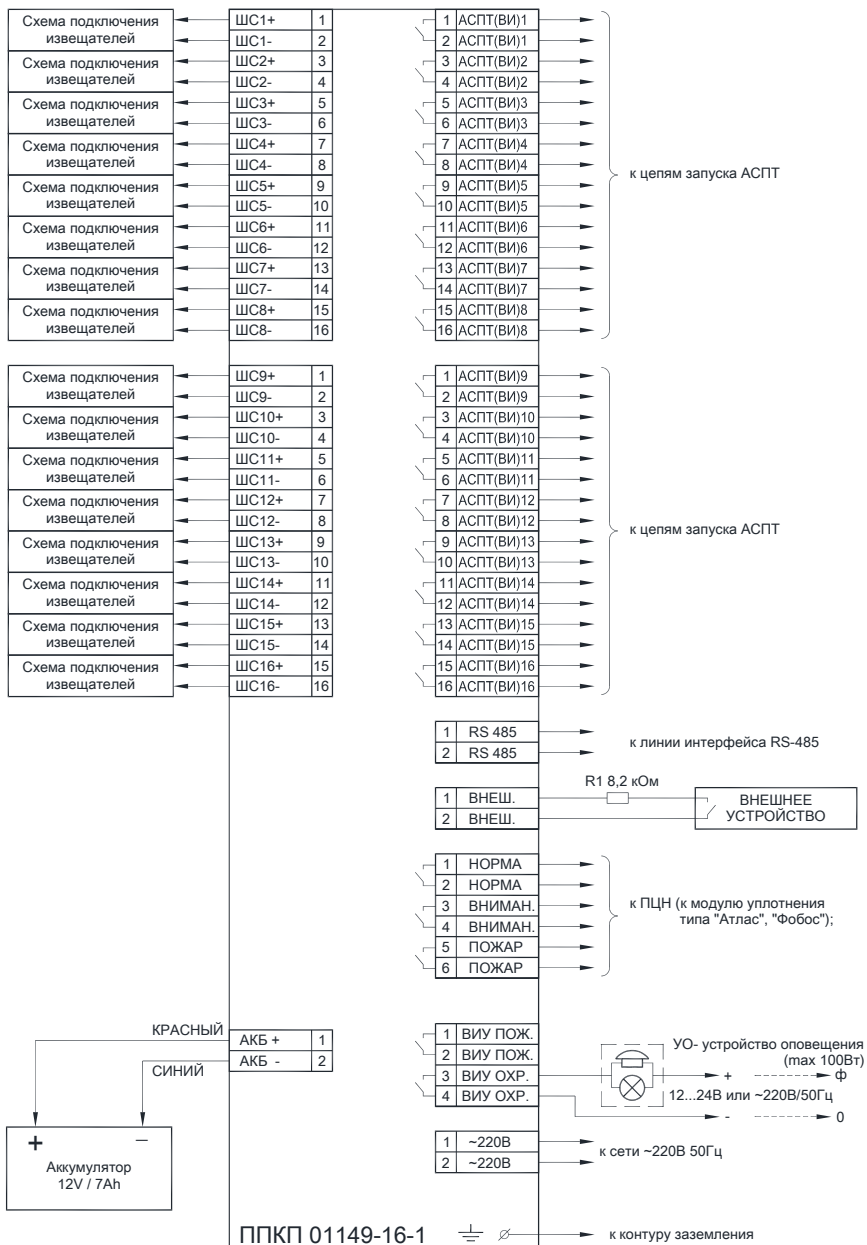 Схема подключения извещателей ШС1+ 1 1 АСПТ(ВИ)1
ШС1- 2 2 АСПТ(ВИ)1
Схема подключения извещателей ШС2+ 3 3 АСПТ(ВИ)2
ШС2- 4 4 АСПТ(ВИ)2
Схема подключения извещателей ШС3+ 5 5 АСПТ(ВИ)3
ШС3- 6 6 АСПТ(ВИ)3
Схема подключения извещателей ШС4+ 7 7 АСПТ(ВИ)4
ШС4- 8 8 АСПТ(ВИ)4
к цепям запуска АСПТ
Схема подключения извещателей ШС5+ 9 9 АСПТ(ВИ)5
ШС5- 10 10 АСПТ(ВИ)5
Схема подключения извещателей ШС6+ 11 11 АСПТ(ВИ)6
ШС6- 12 12 АСПТ(ВИ)6
Схема подключения извещателей ШС7+ 13 13 АСПТ(ВИ)7
ШС7- 14 14 АСПТ(ВИ)7
Схема подключения извещателей ШС8+ 15 15 АСПТ(ВИ)8
ШС8- 16 16 АСПТ(ВИ)8
Схема подключения извещателей ШС9+ 1 1 АСПТ(ВИ)9
ШС9- 2 2 АСПТ(ВИ)9
Схема подключения извещателей ШС10+ 3 3 АСПТ(ВИ)10
ШС10- 4 4 АСПТ(ВИ)10
Схема подключения извещателей ШС11+ 5 5 АСПТ(ВИ)11
ШС11- 6 6 АСПТ(ВИ)11
Схема подключения извещателей ШС12+ 7 7 АСПТ(ВИ)12
ШС12- 8 8 АСПТ(ВИ)12
к цепям запуска АСПТ
Схема подключения извещателей ШС13+ 9 9 АСПТ(ВИ)13
ШС13- 10 10 АСПТ(ВИ)13
Схема подключения извещателей ШС14+ 11 11 АСПТ(ВИ)14
ШС14- 12 12 АСПТ(ВИ)14
Схема подключения извещателей ШС15+ 13 13 АСПТ(ВИ)15
ШС15- 14 14 АСПТ(ВИ)15
Схема подключения извещателей ШС16+ 15 15 АСПТ(ВИ)16
ШС16- 16 16 АСПТ(ВИ)16
1 RS 485
2 RS 485
к линии интерфейса RS-485
R1 8,2 кОм
1 ВНЕШ.
2 ВНЕШ.
ВНЕШНЕЕ
УСТРОЙСТВО
1 НОРМА
2 НОРМА
3 ВНИМАН.
4 ВНИМАН.
5 ПОЖАР
6 ПОЖАР
к ПЦН (к модулю уплотнения
типа "Атлас", "Фобос");
КРАСНЫЙ
АКБ + 1
АКБ - 2
СИНИЙ
1 ВИУ ПОЖ.
2 ВИУ ПОЖ.
3 ВИУ ОХР.
4 ВИУ ОХР.
УО- устройство оповещения
(max 100Вт)
+ ф
12...24В или ~220В/50Гц
- 0
+ –
Аккумулятор
12V / 7Ah
1 ~220В
2 ~220В
к сети ~220В 50Гц
ППКП 01149-16-1
к контуру заземления